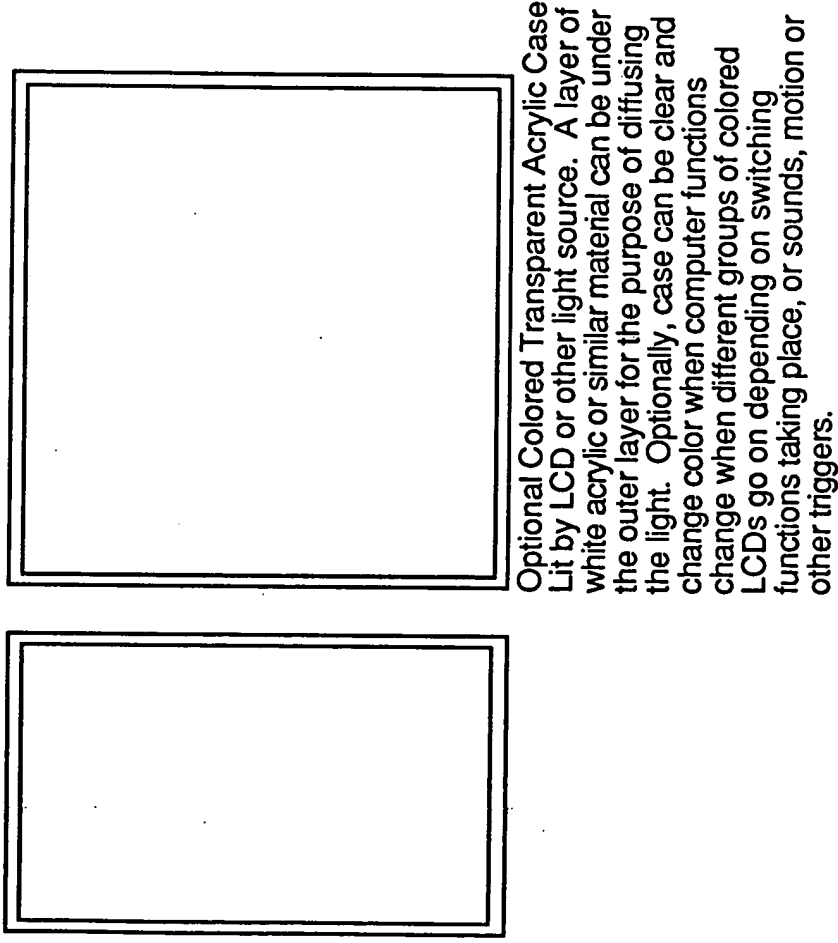 Optional Colored Transparent Acrylic Case
Lit by LCD or other light source.  A layer of
white acrylic or similar material can be under
the outer layer for the purpose of diffusing
the light.  Optionally, case can be clear and
change color when computer functions
change when different groups of colored
LCDs go on depending on switching
functions taking place, or sounds, motion or
other triggers.